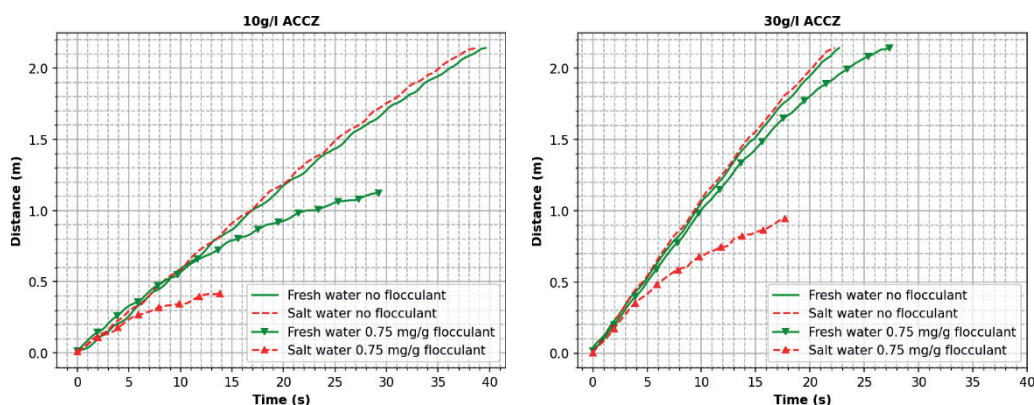 10g/l ACCZ
2.0
1.5
1.0
0.5
0.0
Distance (m)
Fresh water no flocculant
Salt water no flocculant
Fresh water 0.75 mg/g flocculant
Salt water 0.75 mg/g flocculant
0 5 10 15 20 25 30 35 40
Time (s)
30g/l ACCZ
2.0
1.5
1.0
0.5
0.0
Distance (m)
Fresh water no flocculant
Salt water no flocculant
Fresh water 0.75 mg/g flocculant
Salt water 0.75 mg/g flocculant
0 5 10 15 20 25 30 35 40
Time (s)